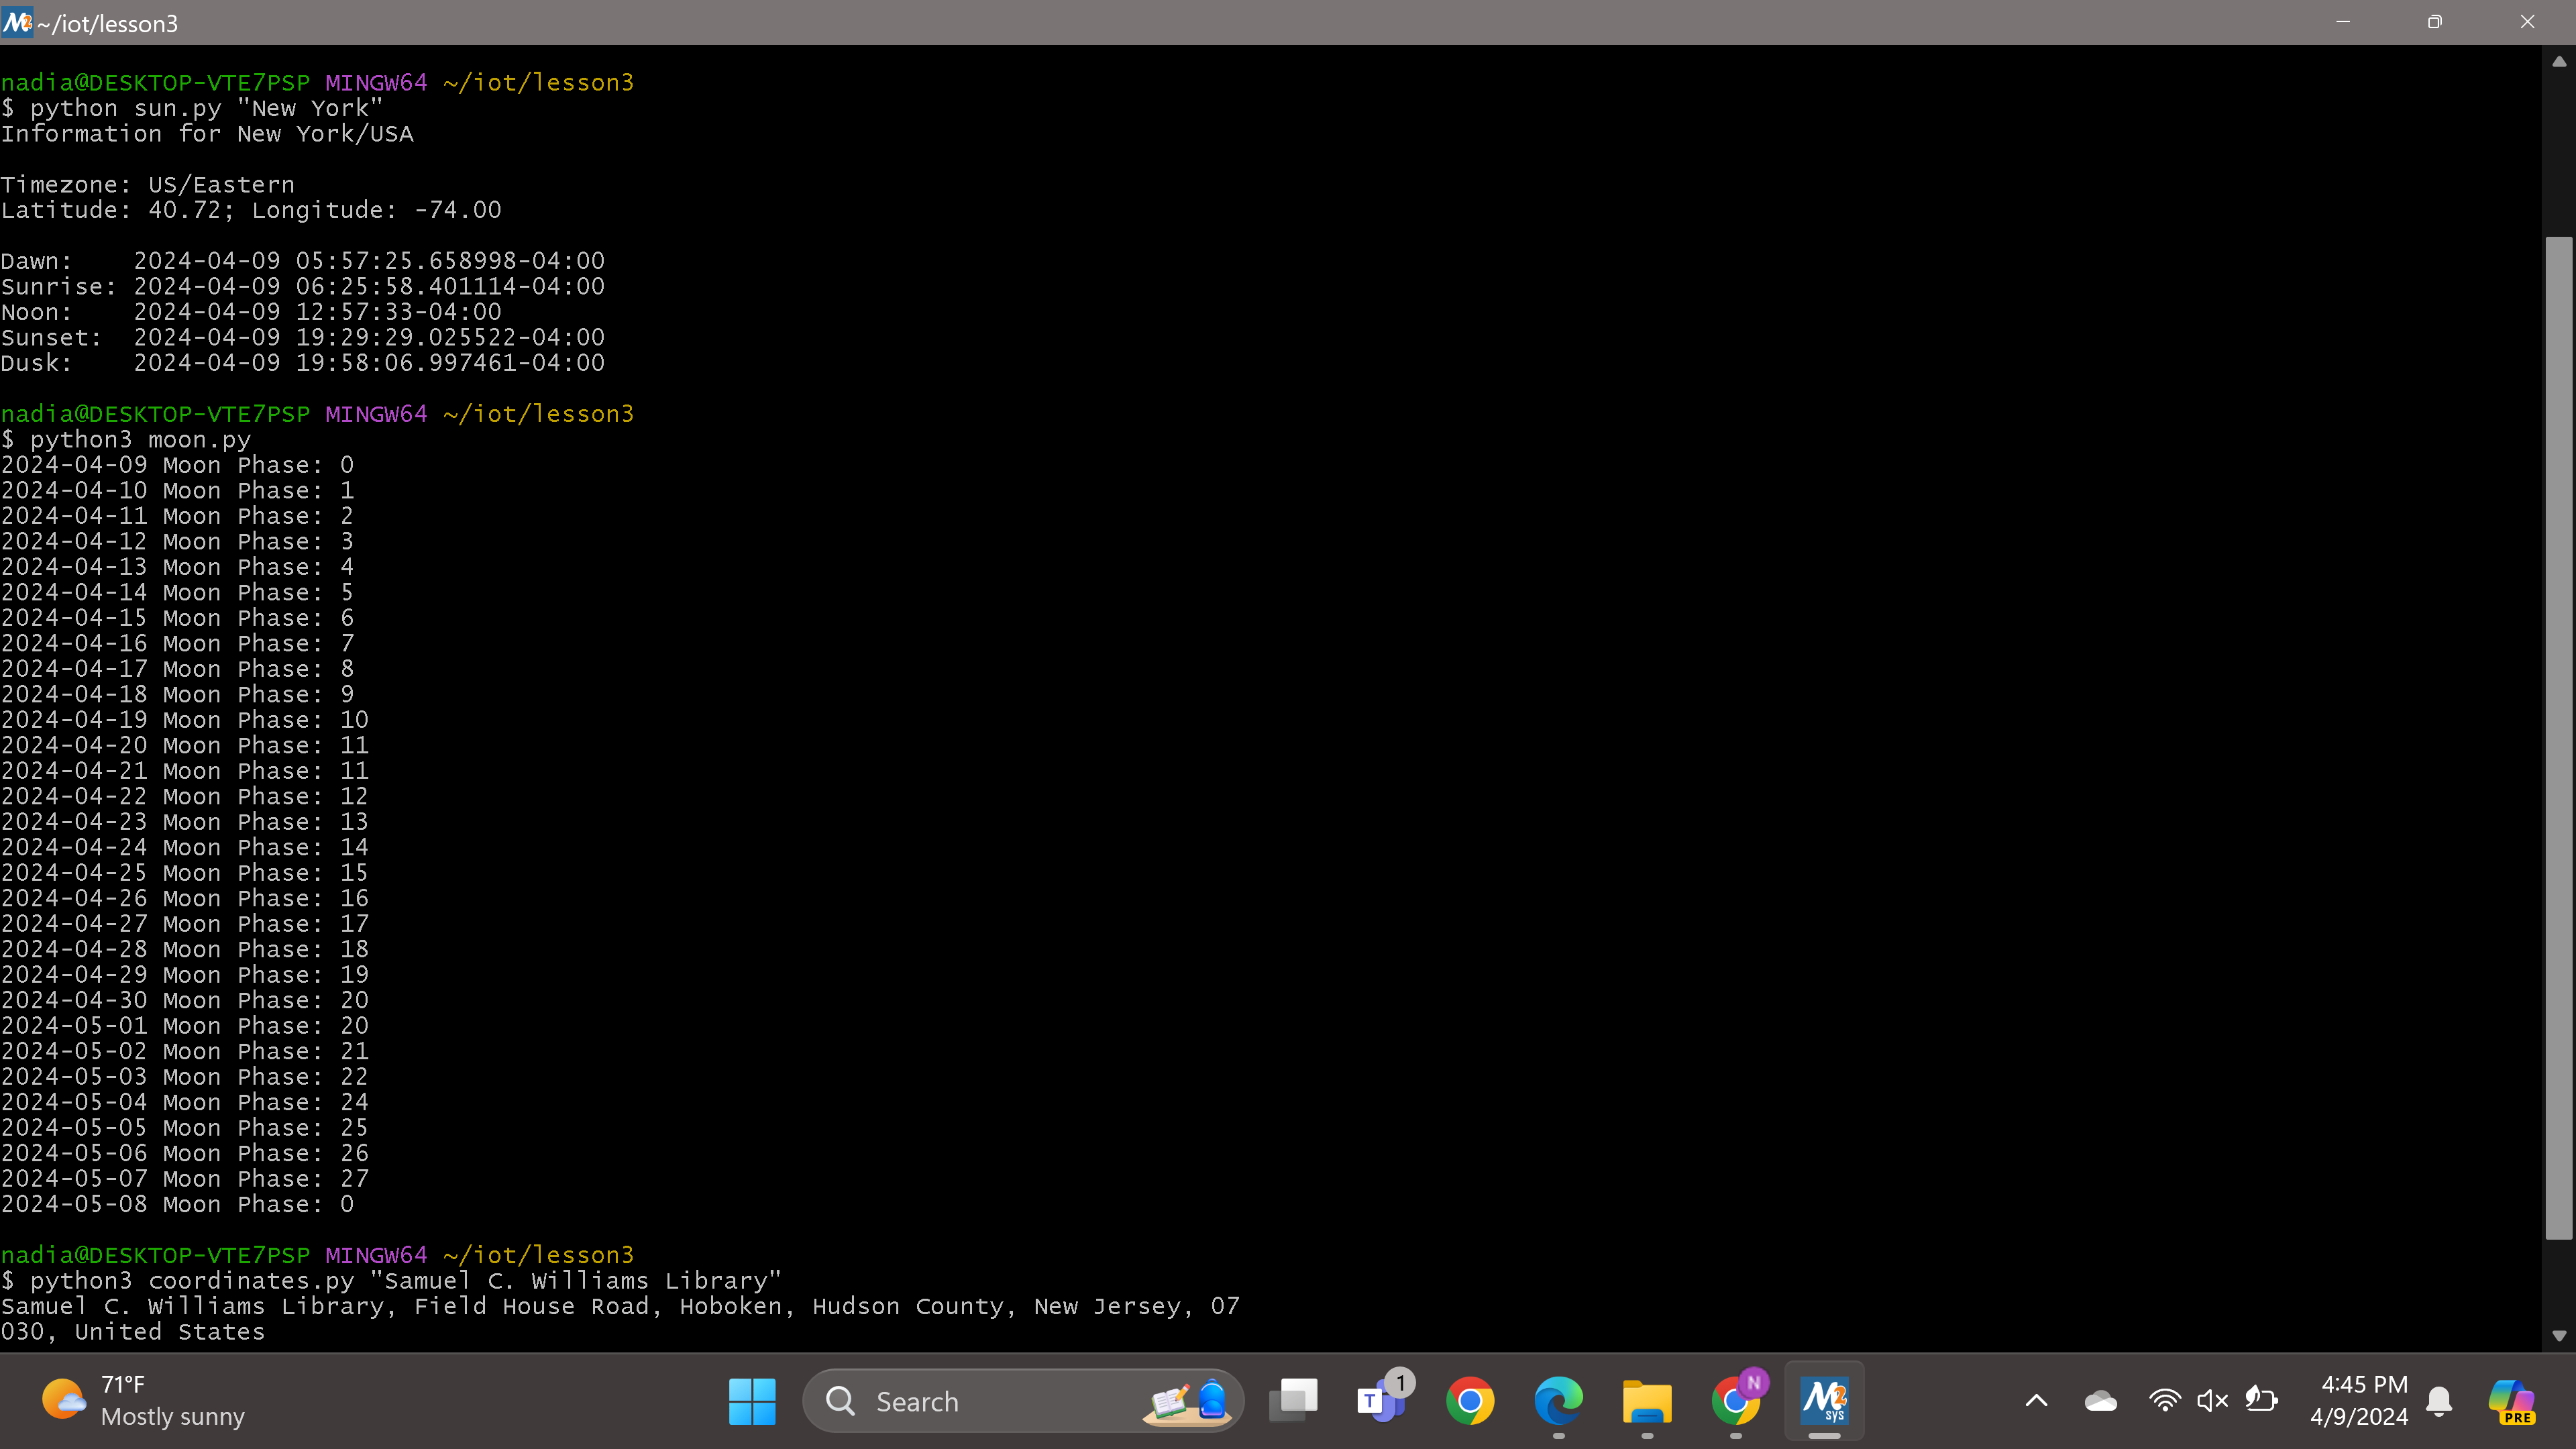 M2 ~/iot/lesson3
nadia@DESKTOP-VTE7PSP MINGW64 ~/iot/lesson3
$ python sun.py "New York"
Information for New York/USA
Timezone: US/Eastern
Latitude: 40.72; Longitude: -74.00
Dawn:    2024-04-09 05:57:25.658998-04:00
Sunrise: 2024-04-09 06:25:58.401114-04:00
Noon:    2024-04-09 12:57:33-04:00
Sunset:  2024-04-09 19:29:29.025522-04:00
Dusk:    2024-04-09 19:58:06.997461-04:00
nadia@DESKTOP-VTE7PSP MINGW64 ~/iot/lesson3
$ python3 moon.py
2024-04-09 Moon Phase: 0
2024-04-10 Moon Phase: 1
2024-04-11 Moon Phase: 2
2024-04-12 Moon Phase: 3
2024-04-13 Moon Phase: 4
2024-04-14 Moon Phase: 5
2024-04-15 Moon Phase: 6
2024-04-16 Moon Phase: 7
2024-04-17 Moon Phase: 8
2024-04-18 Moon Phase: 9
2024-04-19 Moon Phase: 10
2024-04-20 Moon Phase: 11
2024-04-21 Moon Phase: 11
2024-04-22 Moon Phase: 12
2024-04-23 Moon Phase: 13
2024-04-24 Moon Phase: 14
2024-04-25 Moon Phase: 15
2024-04-26 Moon Phase: 16
2024-04-27 Moon Phase: 17
2024-04-28 Moon Phase: 18
2024-04-29 Moon Phase: 19
2024-04-30 Moon Phase: 20
2024-05-01 Moon Phase: 20
2024-05-02 Moon Phase: 21
2024-05-03 Moon Phase: 22
2024-05-04 Moon Phase: 24
2024-05-05 Moon Phase: 25
2024-05-06 Moon Phase: 26
2024-05-07 Moon Phase: 27
2024-05-08 Moon Phase: 0
nadia@DESKTOP-VTE7PSP MINGW64 ~/iot/lesson3
$ python3 coordinates.py "Samuel C. Williams Library"
Samuel C. Williams Library, Field House Road, Hoboken, Hudson County, New Jersey, 07
030, United States
71°F
Mostly sunny
Search
T 1
N
M2 sys
4:45 PM
4/9/2024
PRE